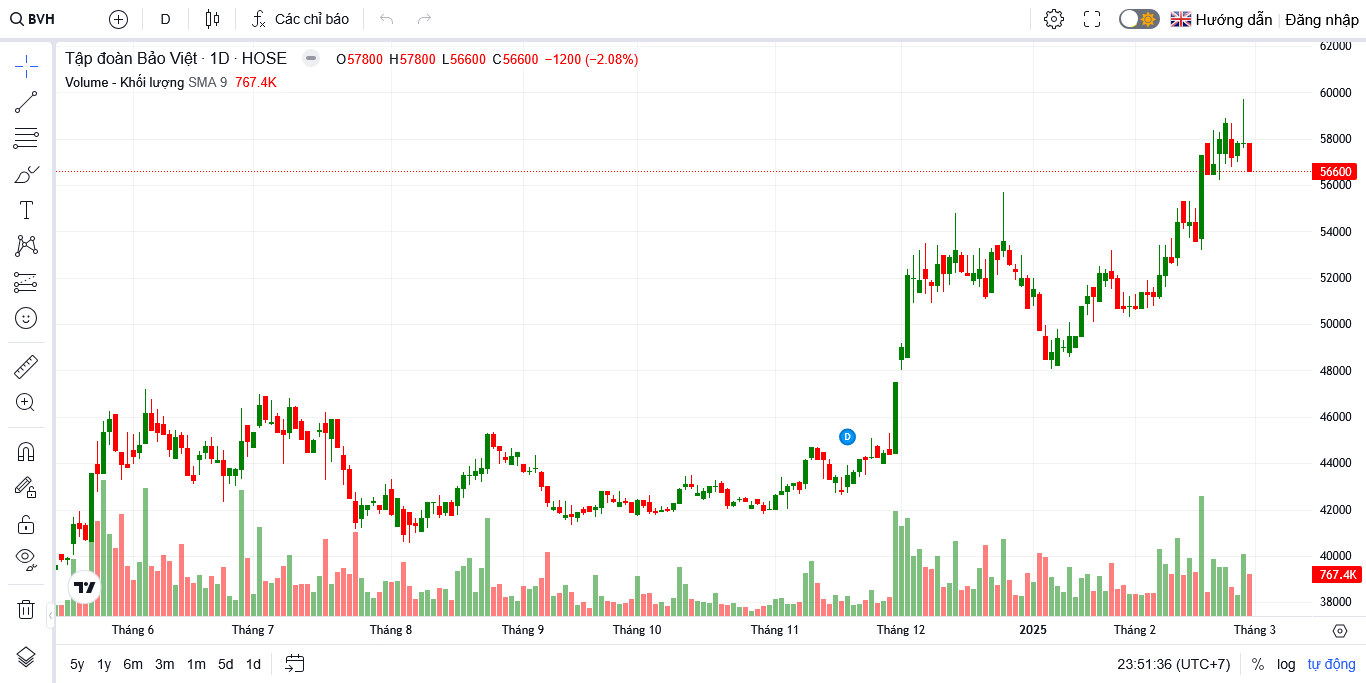 BVH D Các chỉ báo Hướng dẫn Đăng nhập
Tập đoàn Bảo Việt · 1D · HOSE O57800 H57800 L56600 C56600 −1200 (−2.08%)
Volume - Khối lượng SMA 9 767.4K
62000
60000
58000
56600
56000
54000
52000
50000
48000
46000
44000
42000
40000
767.4K
38000
D
Tháng 6 Tháng 7 Tháng 8 Tháng 9 Tháng 10 Tháng 11 Tháng 12 2025 Tháng 2 Tháng 3
5y 1y 6m 3m 1m 5d 1d 23:51:36 (UTC+7) % log tự động